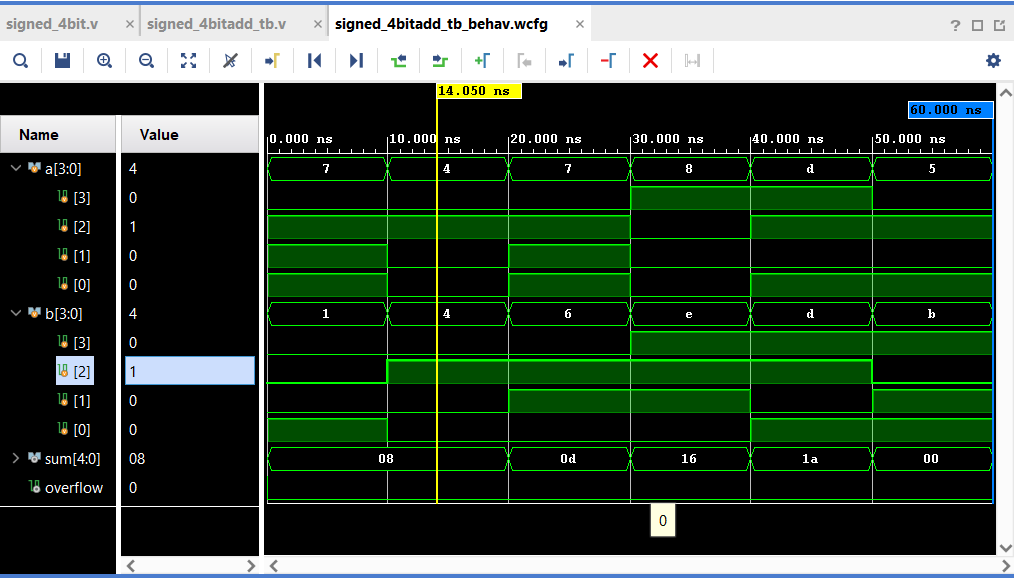 signed_4bit.v × signed_4bitadd_tb.v × signed_4bitadd_tb_behav.wcfg ×
?
14.050 ns
60.000 ns
Name Value
0.000 ns 10.000 ns 20.000 ns 30.000 ns 40.000 ns 50.000 ns
a[3:0] 4 7 4 7 8 d 5
[3] 0
[2] 1
[1] 0
[0] 0
b[3:0] 4 1 4 6 e d b
[3] 0
[2] 1
[1] 0
[0] 0
sum[4:0] 08 08 0d 16 1a 00
overflow 0
0